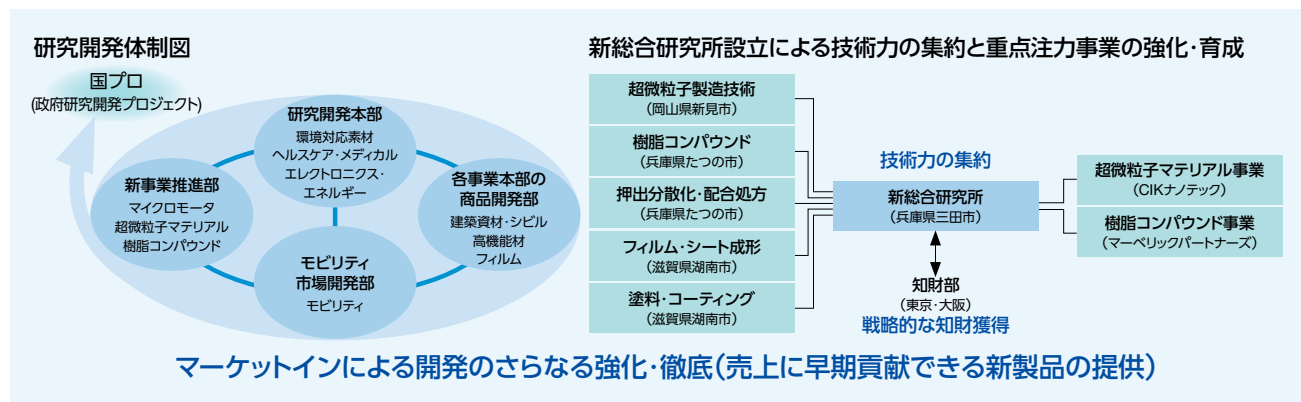 研究開発体制図
国プロ
(政府研究開発プロジェクト)
研究開発本部
環境対応素材
ヘルスケア・メディカル
エレクトロニクス・
エネルギー
新事業推進部
マイクロモータ
超微粒子マテリアル
樹脂コンパウンド
各事業本部の
商品開発部
建築資材・シビル
高機能材
フィルム
モビリティ
市場開発部
モビリティ
新総合研究所設立による技術力の集約と重点注力事業の強化・育成
超微粒子製造技術
(岡山県新見市)
樹脂コンパウンド
(兵庫県たつの市)
押出分散化・配合処方
(兵庫県たつの市)
フィルム・シート成形
(滋賀県湖南市)
塗料・コーティング
(滋賀県湖南市)
技術力の集約
新総合研究所
(兵庫県三田市)
知財部
(東京・大阪)
戦略的な知財獲得
超微粒子マテリアル事業
(CIKナノテック)
樹脂コンパウンド事業
(マーベリックパートナーズ)
マーケットインによる開発のさらなる強化・徹底(売上に早期貢献できる新製品の提供)